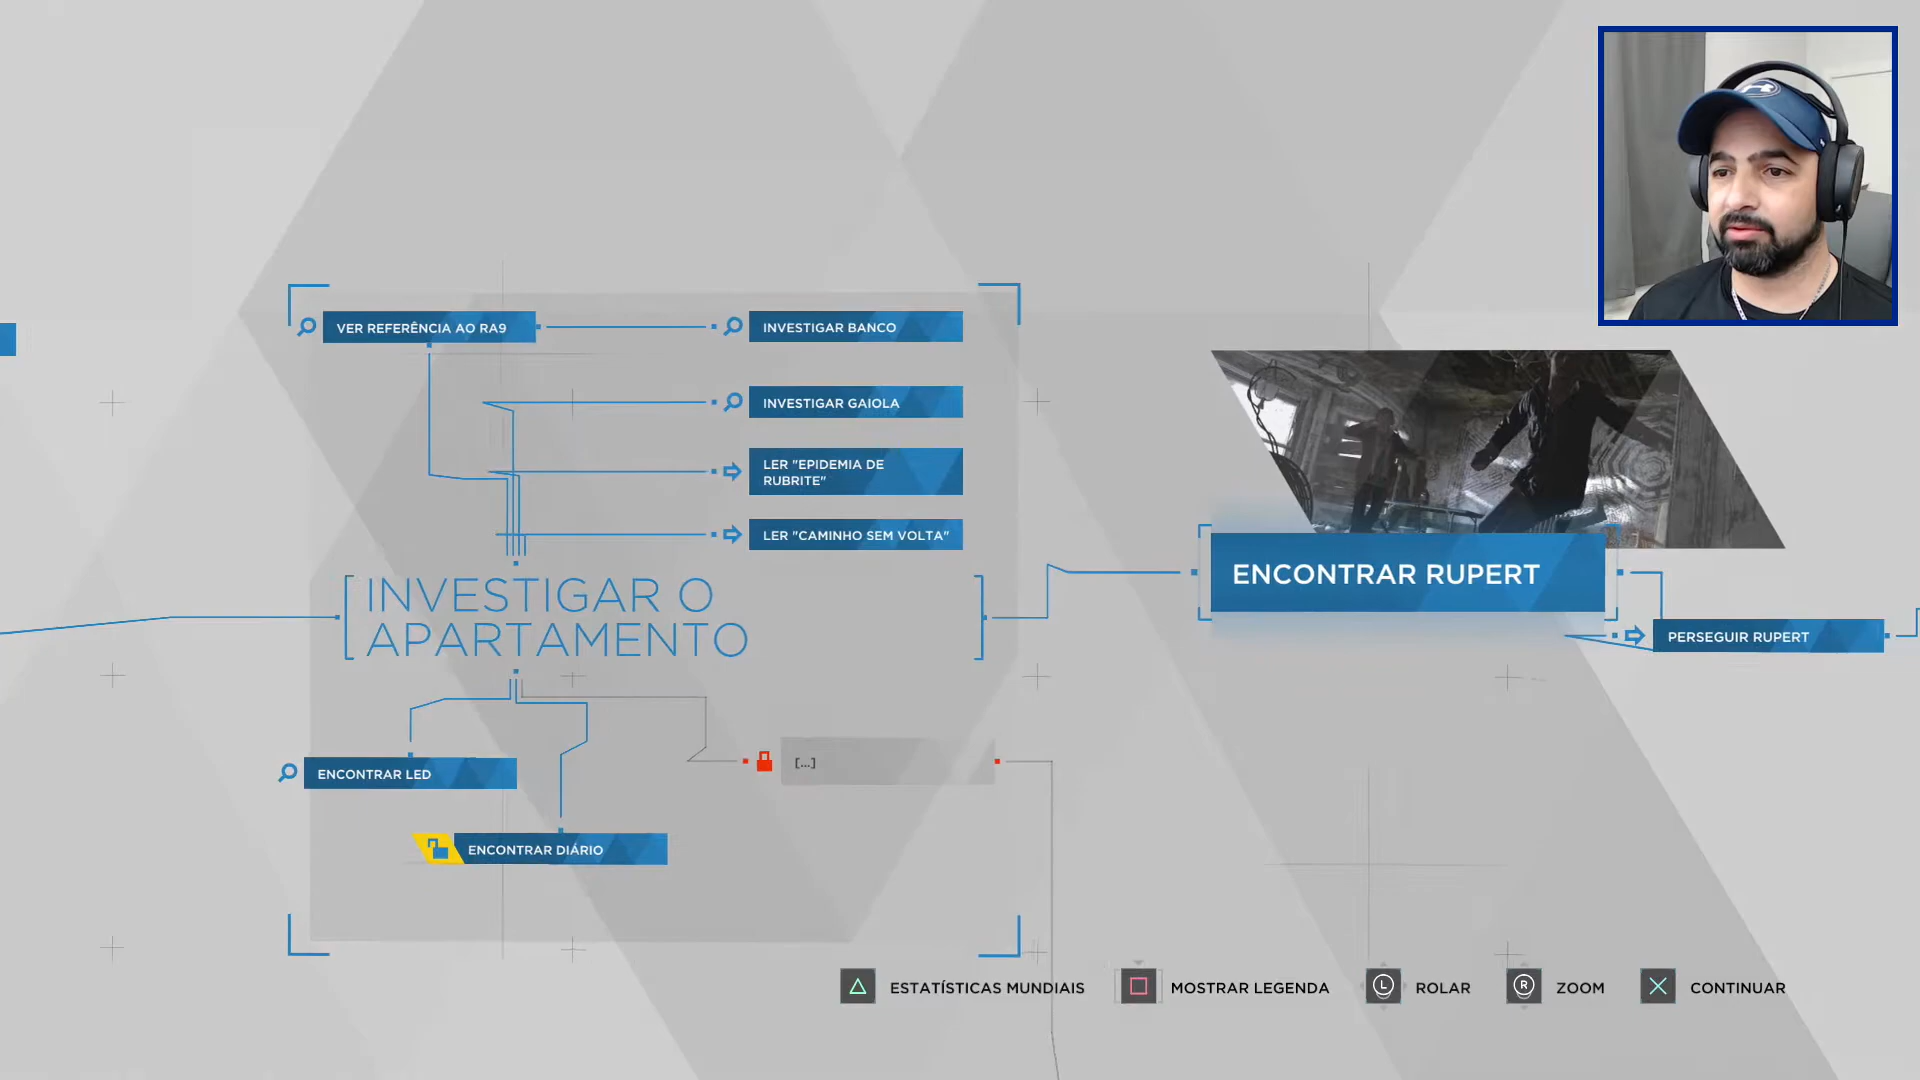 VER REFERÊNCIA AO RA9
INVESTIGAR BANCO
INVESTIGAR GAIOLA
LER "EPIDEMIA DE
RUBRITE"
LER "CAMINHO SEM VOLTA"
INVESTIGAR O
APARTAMENTO
ENCONTRAR RUPERT
PERSEGUIR RUPERT
ENCONTRAR LED
[...]
ENCONTRAR DIÁRIO
ESTATÍSTICAS MUNDIAIS
MOSTRAR LEGENDA
L ROLAR
R ZOOM
CONTINUAR